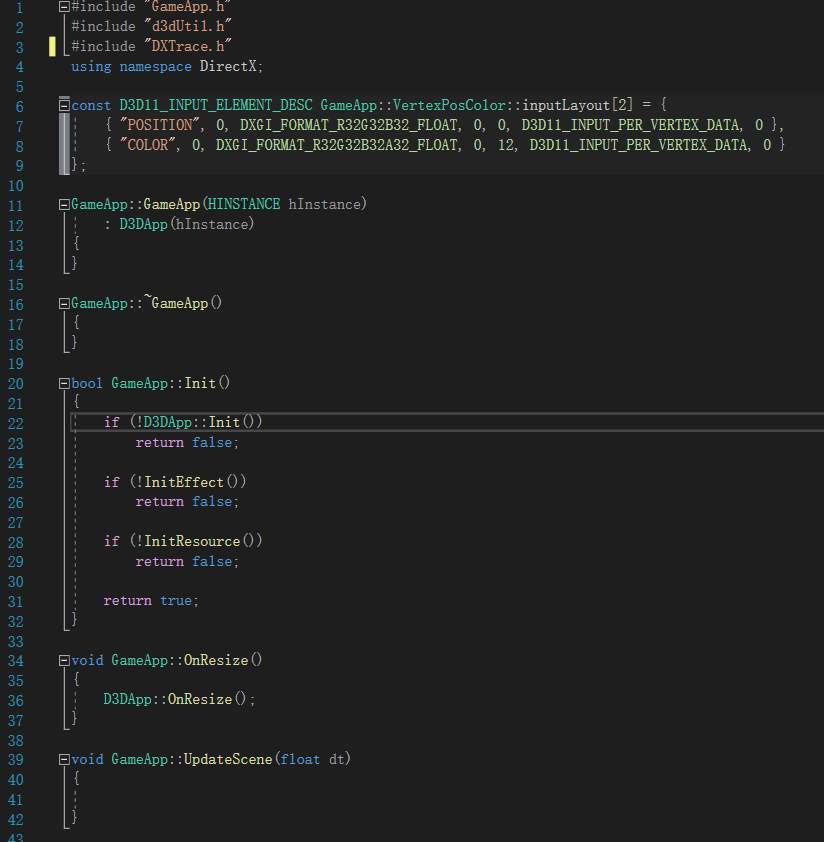 1 #include "GameApp.h"
2 #include "d3dUtil.h"
3 #include "DXTrace.h"
4 using namespace DirectX;
5
6 const D3D11_INPUT_ELEMENT_DESC GameApp::VertexPosColor::inputLayout[2] = {
7     { "POSITION", 0, DXGI_FORMAT_R32G32B32_FLOAT, 0, 0, D3D11_INPUT_PER_VERTEX_DATA, 0 },
8     { "COLOR", 0, DXGI_FORMAT_R32G32B32A32_FLOAT, 0, 12, D3D11_INPUT_PER_VERTEX_DATA, 0 }
9 };
10
11 GameApp::GameApp(HINSTANCE hInstance)
12     : D3DApp(hInstance)
13 {
14 }
15
16 GameApp::~GameApp()
17 {
18 }
19
20 bool GameApp::Init()
21 {
22     if (!D3DApp::Init())
23         return false;
24
25     if (!InitEffect())
26         return false;
27
28     if (!InitResource())
29         return false;
30
31     return true;
32 }
33
34 void GameApp::OnResize()
35 {
36     D3DApp::OnResize();
37 }
38
39 void GameApp::UpdateScene(float dt)
40 {
41
42 }
43